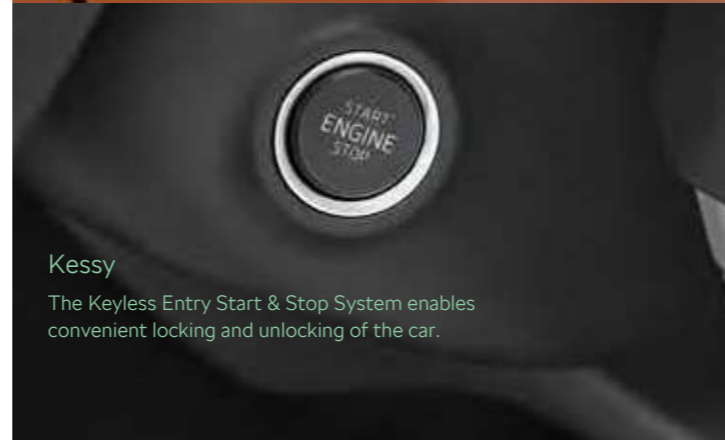 START
ENGINE
STOP
Kessy
The Keyless Entry Start & Stop System enables
convenient locking and unlocking of the car.